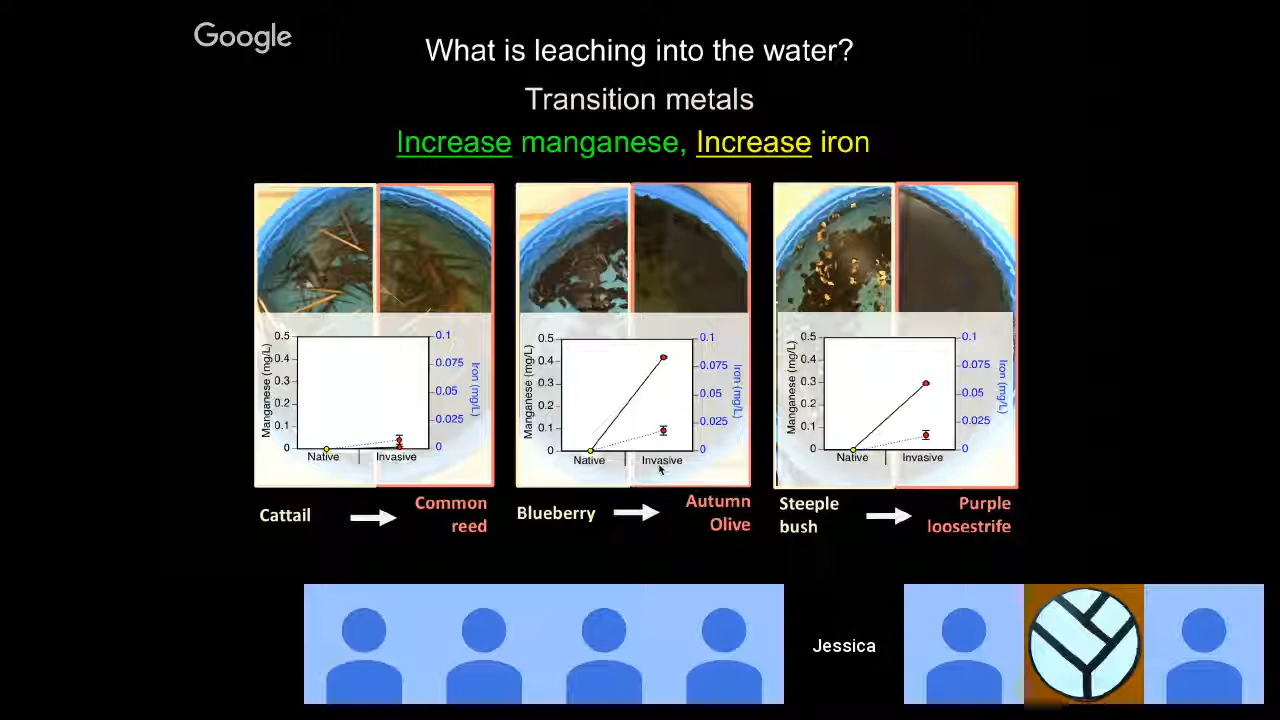 Google
What is leaching into the water?
Transition metals
Increase manganese, Increase iron
0.5
0.4
0.3
0.2
0.1
0
Manganese (mg/L)
0.1
0.075
0.05
0.025
0
Iron (mg/L)
Native | Invasive
0.5
0.4
0.3
0.2
0.1
0
Manganese (mg/L)
0.1
0.075
0.05
0.025
0
Iron (mg/L)
Native | Invasive
0.5
0.4
0.3
0.2
0.1
0
Manganese (mg/L)
0.1
0.075
0.05
0.025
0
Iron (mg/L)
Native | Invasive
Cattail
Common
reed
Blueberry
Autumn
Olive
Steeple
bush
Purple
loosestrife
Jessica